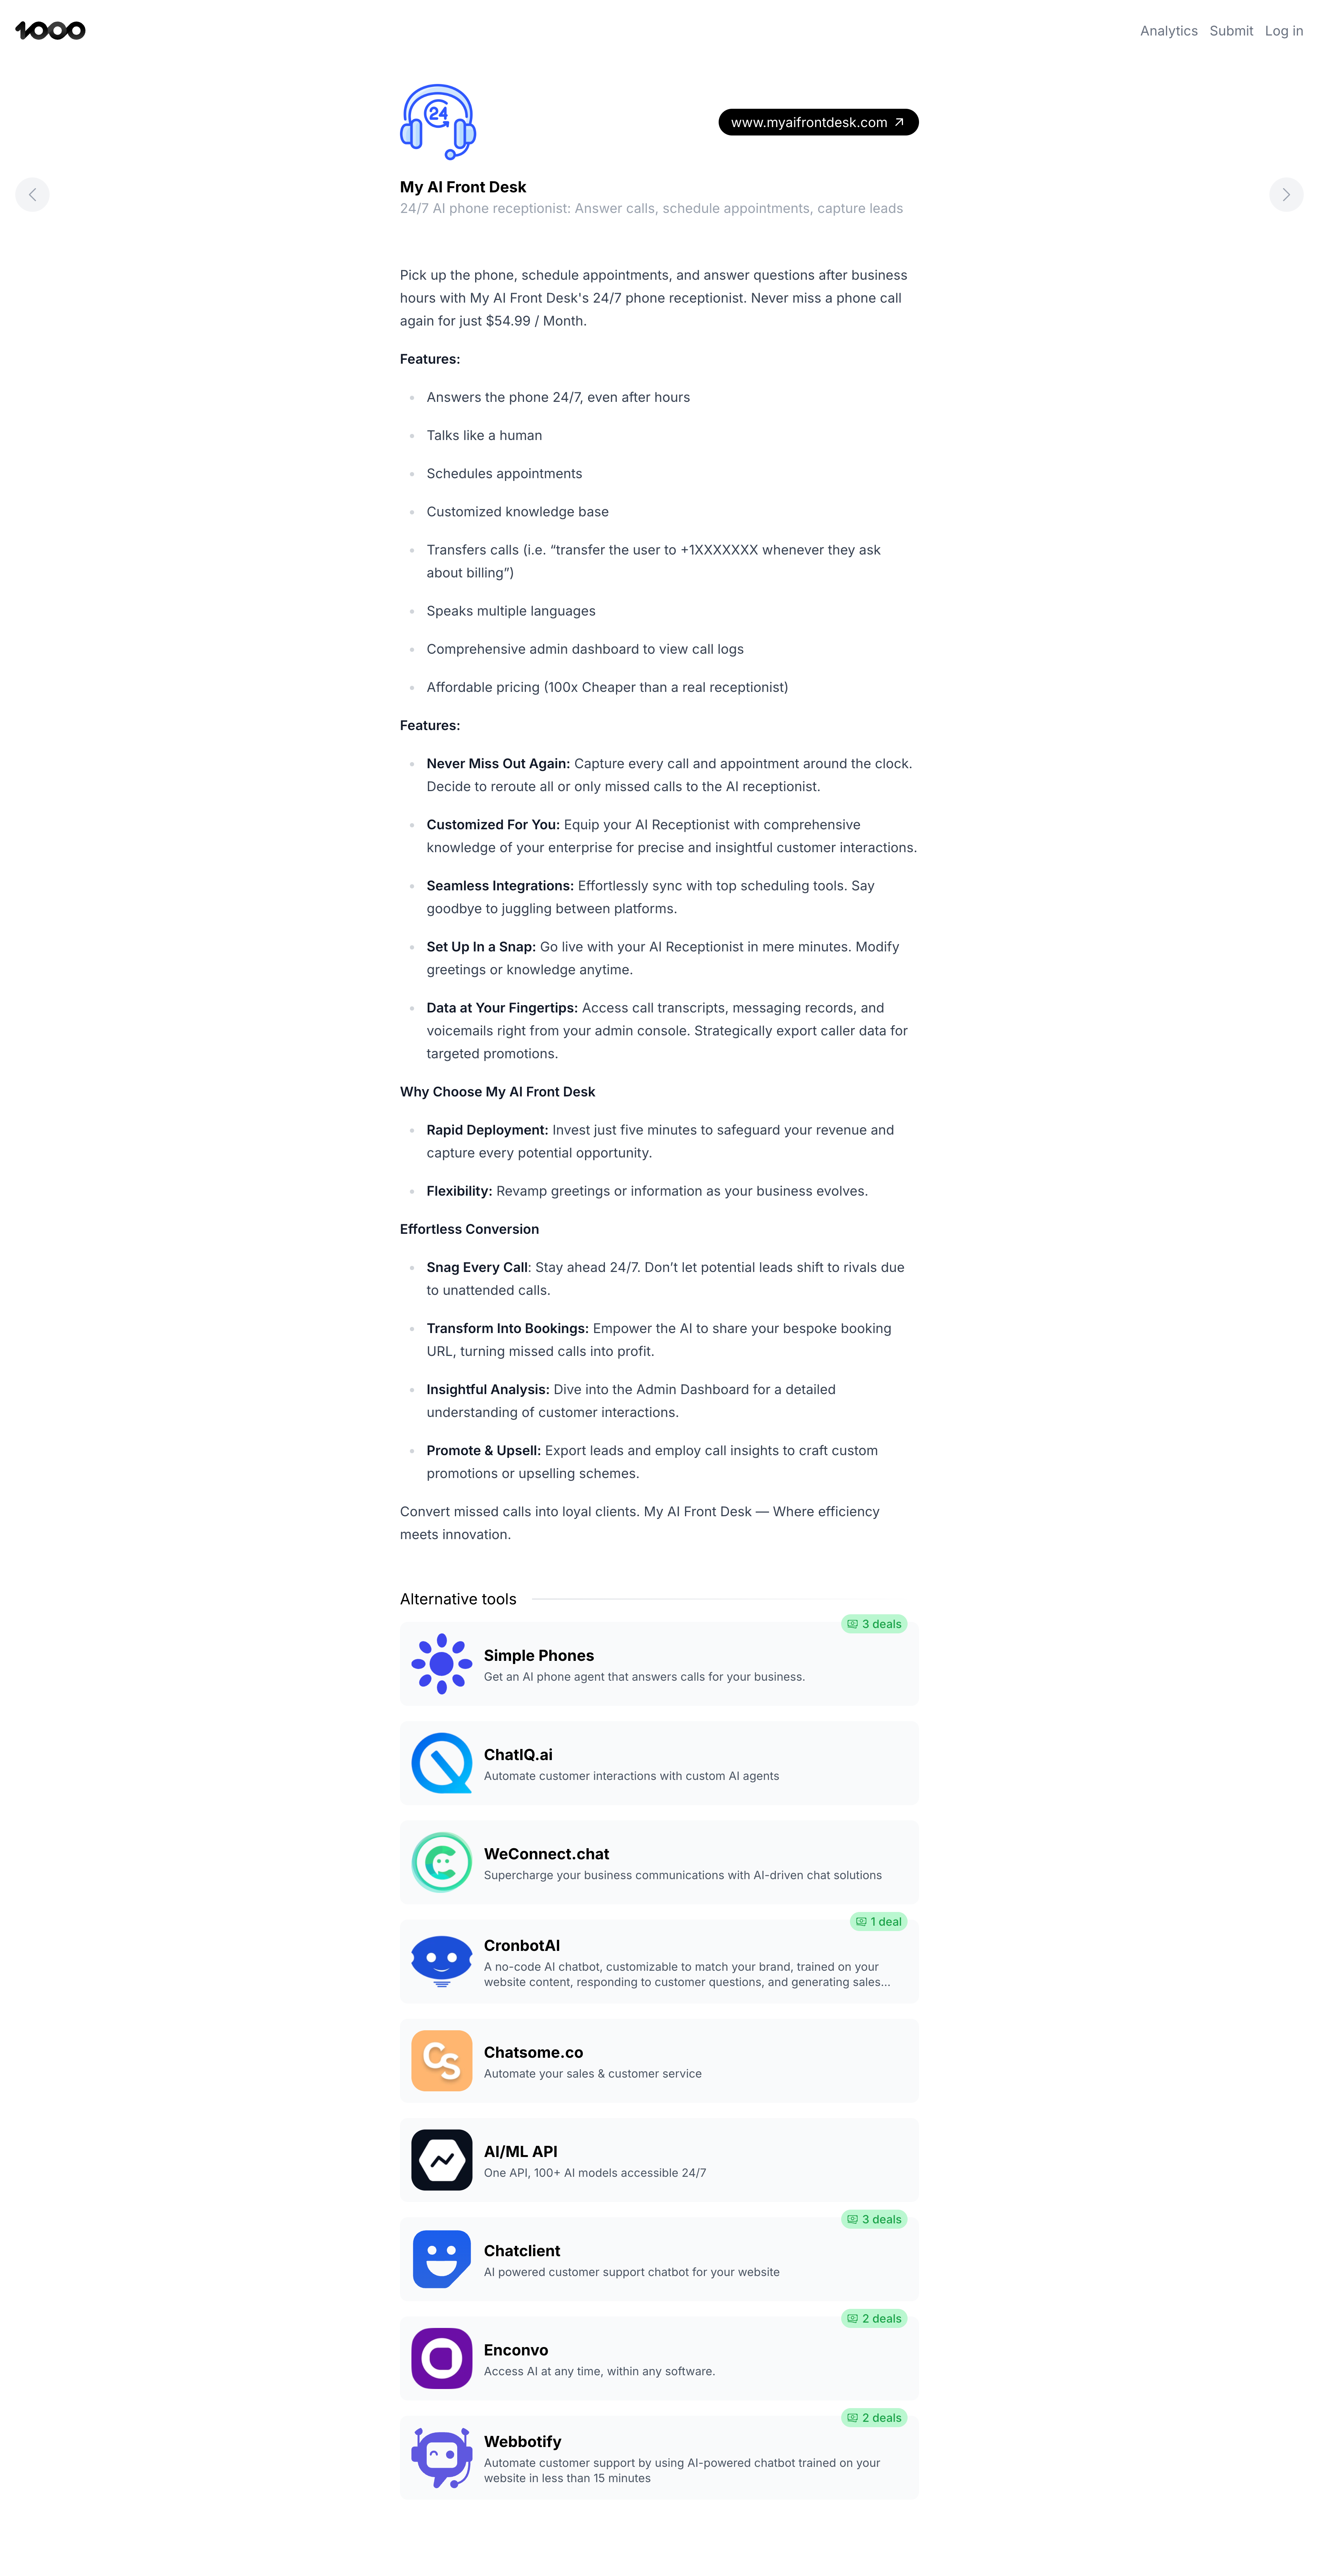 1000
Analytics Submit Log in
24
www.myaifrontdesk.com
My AI Front Desk
24/7 AI phone receptionist: Answer calls, schedule appointments, capture leads
Pick up the phone, schedule appointments, and answer questions after business
hours with My AI Front Desk's 24/7 phone receptionist. Never miss a phone call
again for just $54.99 / Month.
Features:
Answers the phone 24/7, even after hours
Talks like a human
Schedules appointments
Customized knowledge base
Transfers calls (i.e. “transfer the user to +1XXXXXXX whenever they ask
about billing”)
Speaks multiple languages
Comprehensive admin dashboard to view call logs
Affordable pricing (100x Cheaper than a real receptionist)
Features:
Never Miss Out Again: Capture every call and appointment around the clock.
Decide to reroute all or only missed calls to the AI receptionist.
Customized For You: Equip your AI Receptionist with comprehensive
knowledge of your enterprise for precise and insightful customer interactions.
Seamless Integrations: Effortlessly sync with top scheduling tools. Say
goodbye to juggling between platforms.
Set Up In a Snap: Go live with your AI Receptionist in mere minutes. Modify
greetings or knowledge anytime.
Data at Your Fingertips: Access call transcripts, messaging records, and
voicemails right from your admin console. Strategically export caller data for
targeted promotions.
Why Choose My AI Front Desk
Rapid Deployment: Invest just five minutes to safeguard your revenue and
capture every potential opportunity.
Flexibility: Revamp greetings or information as your business evolves.
Effortless Conversion
Snag Every Call: Stay ahead 24/7. Don’t let potential leads shift to rivals due
to unattended calls.
Transform Into Bookings: Empower the AI to share your bespoke booking
URL, turning missed calls into profit.
Insightful Analysis: Dive into the Admin Dashboard for a detailed
understanding of customer interactions.
Promote & Upsell: Export leads and employ call insights to craft custom
promotions or upselling schemes.
Convert missed calls into loyal clients. My AI Front Desk — Where efficiency
meets innovation.
Alternative tools
3 deals
Simple Phones
Get an AI phone agent that answers calls for your business.
ChatIQ.ai
Automate customer interactions with custom AI agents
WeConnect.chat
Supercharge your business communications with AI-driven chat solutions
1 deal
CronbotAI
A no-code AI chatbot, customizable to match your brand, trained on your
website content, responding to customer questions, and generating sales...
CS
Chatsome.co
Automate your sales & customer service
AI/ML API
One API, 100+ AI models accessible 24/7
3 deals
Chatclient
AI powered customer support chatbot for your website
2 deals
Enconvo
Access AI at any time, within any software.
2 deals
Webbotify
Automate customer support by using AI-powered chatbot trained on your
website in less than 15 minutes